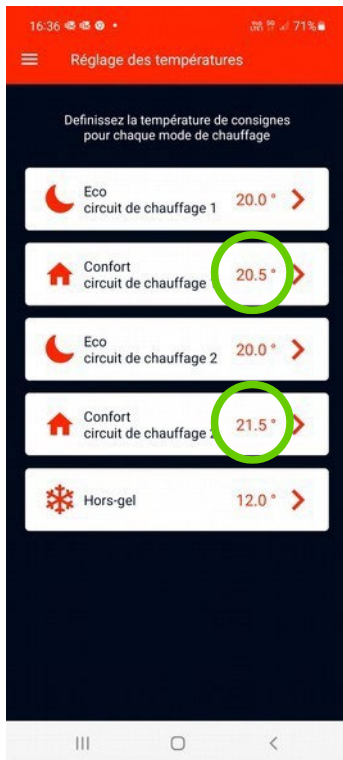 16:36 71%
Réglage des températures
Definissez la température de consignes
pour chaque mode de chauffage
Eco
circuit de chauffage 1
20.0 °
Confort
circuit de chauffage
20.5 °
Eco
circuit de chauffage 2
20.0 °
Confort
circuit de chauffage 2
21.5 °
Hors-gel
12.0 °